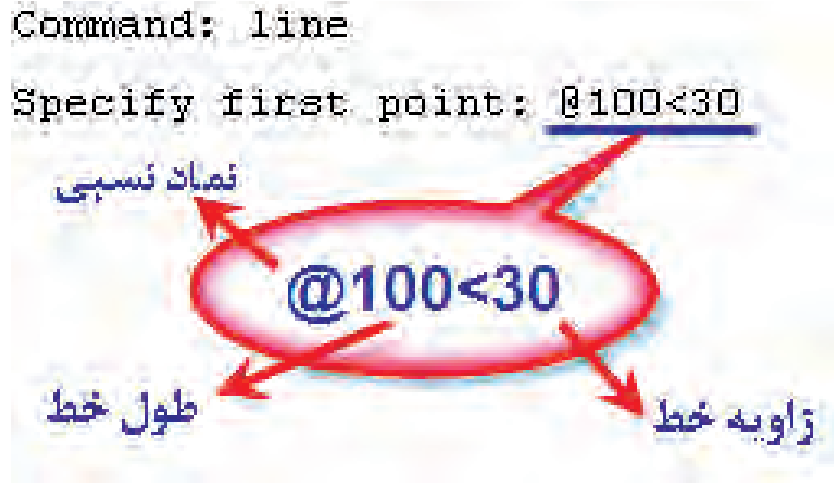 Command: line
Specify first point: @100<30
نماد نسبی
@100<30
طول خط
زاویه خط